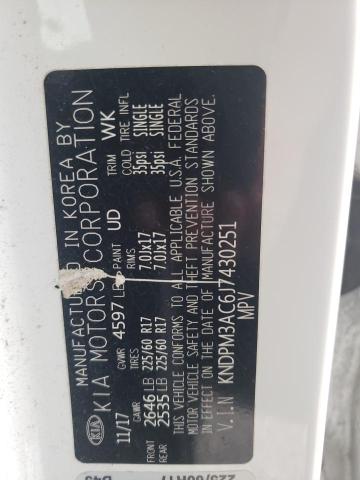 MANUFACTURED IN KOREA BY
KIA KIA MOTORS CORPORATION
11/17 GVWR 4597 LB PAINT UD TRIM WK
GAWR TIRES RIMS COLD TIRE INFL
FRONT 2646 LB 225/60 R17 7.0JX17 35psi SINGLE
REAR 2535 LB 225/60 R17 7.0JX17 35psi SINGLE
THIS VEHICLE CONFORMS TO ALL APPLICABLE U.S.A. FEDERAL
MOTOR VEHICLE SAFETY AND THEFT PREVENTION STANDARDS
IN EFFECT ON THE DATE OF MANUFACTURE SHOWN ABOVE.
V.I.N KNDPM3AC6J7430251
MPV